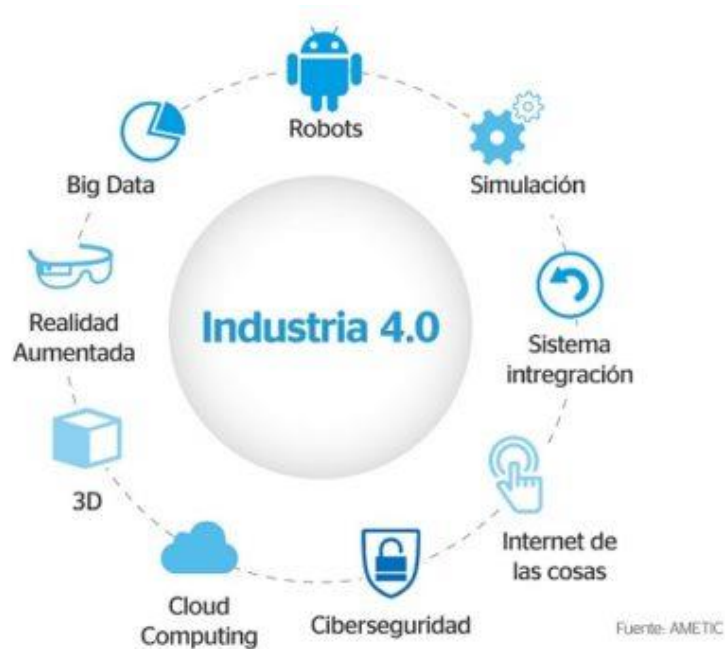 Robots
Simulación
Sistema
intregración
Internet de
las cosas
Ciberseguridad
Cloud
Computing
3D
Realidad
Aumentada
Big Data
Industria 4.0
Fuente: AMETIC